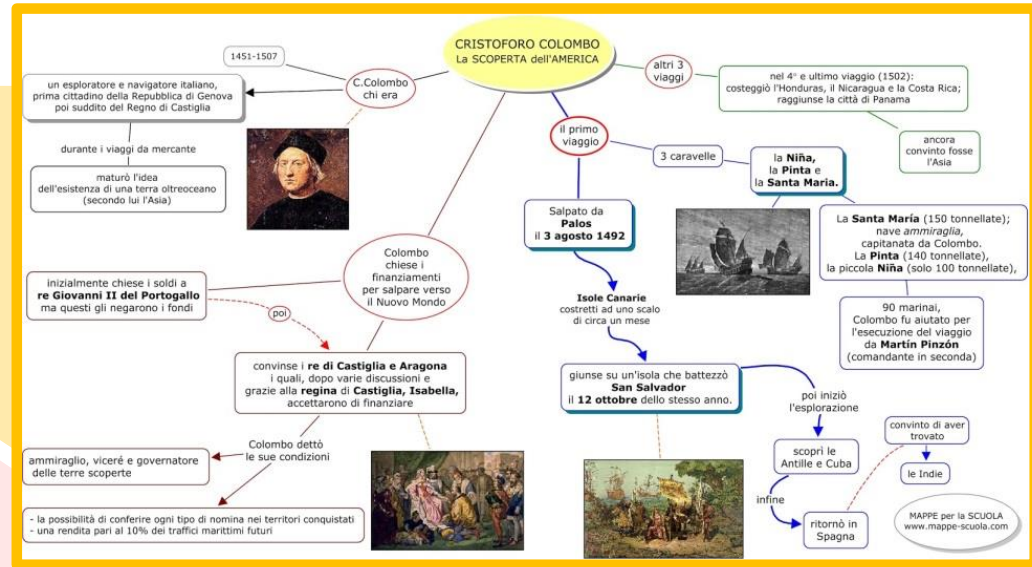 CRISTOFORO COLOMBO
La SCOPERTA dell'AMERICA
1451-1507
C.Colombo
chi era
un esploratore e navigatore italiano,
prima cittadino della Repubblica di Genova
poi suddito del Regno di Castiglia
durante i viaggi da mercante
maturò l'idea
dell'esistenza di una terra oltreoceano
(secondo lui l'Asia)
Colombo
chiese i
finanziamenti
per salpare verso
il Nuovo Mondo
inizialmente chiese i soldi a
re Giovanni II del Portogallo
ma questi gli negarono i fondi
poi
convinse i re di Castiglia e Aragona
i quali, dopo varie discussioni e
grazie alla regina di Castiglia, Isabella,
accettarono di finanziare
Colombo dettò
le sue condizioni
ammiraglio, viceré e governatore
delle terre scoperte
- la possibilità di conferire ogni tipo di nomina nei territori conquistati
- una rendita pari al 10% dei traffici marittimi futuri
il primo
viaggio
3 caravelle
la Niña,
la Pinta e
la Santa Maria.
La Santa María (150 tonnellate);
nave ammiraglia,
capitanata da Colombo.
La Pinta (140 tonnellate),
la piccola Niña (solo 100 tonnellate),
90 marinai,
Colombo fu aiutato per
l'esecuzione del viaggio
da Martín Pinzón
(comandante in seconda)
Salpato da
Palos
il 3 agosto 1492
Isole Canarie
costretti ad uno scalo
di circa un mese
giunse su un'isola che battezzò
San Salvador
il 12 ottobre dello stesso anno.
poi iniziò
l'esplorazione
scoprì le
Antille e Cuba
infine
ritornò in
Spagna
convinto di aver
trovato
le Indie
altri 3
viaggi
nel 4° e ultimo viaggio (1502):
costeggiò l'Honduras, il Nicaragua e la Costa Rica;
raggiunse la città di Panama
ancora
convinto fosse
l'Asia
MAPPE per la SCUOLA
www.mappe-scuola.com